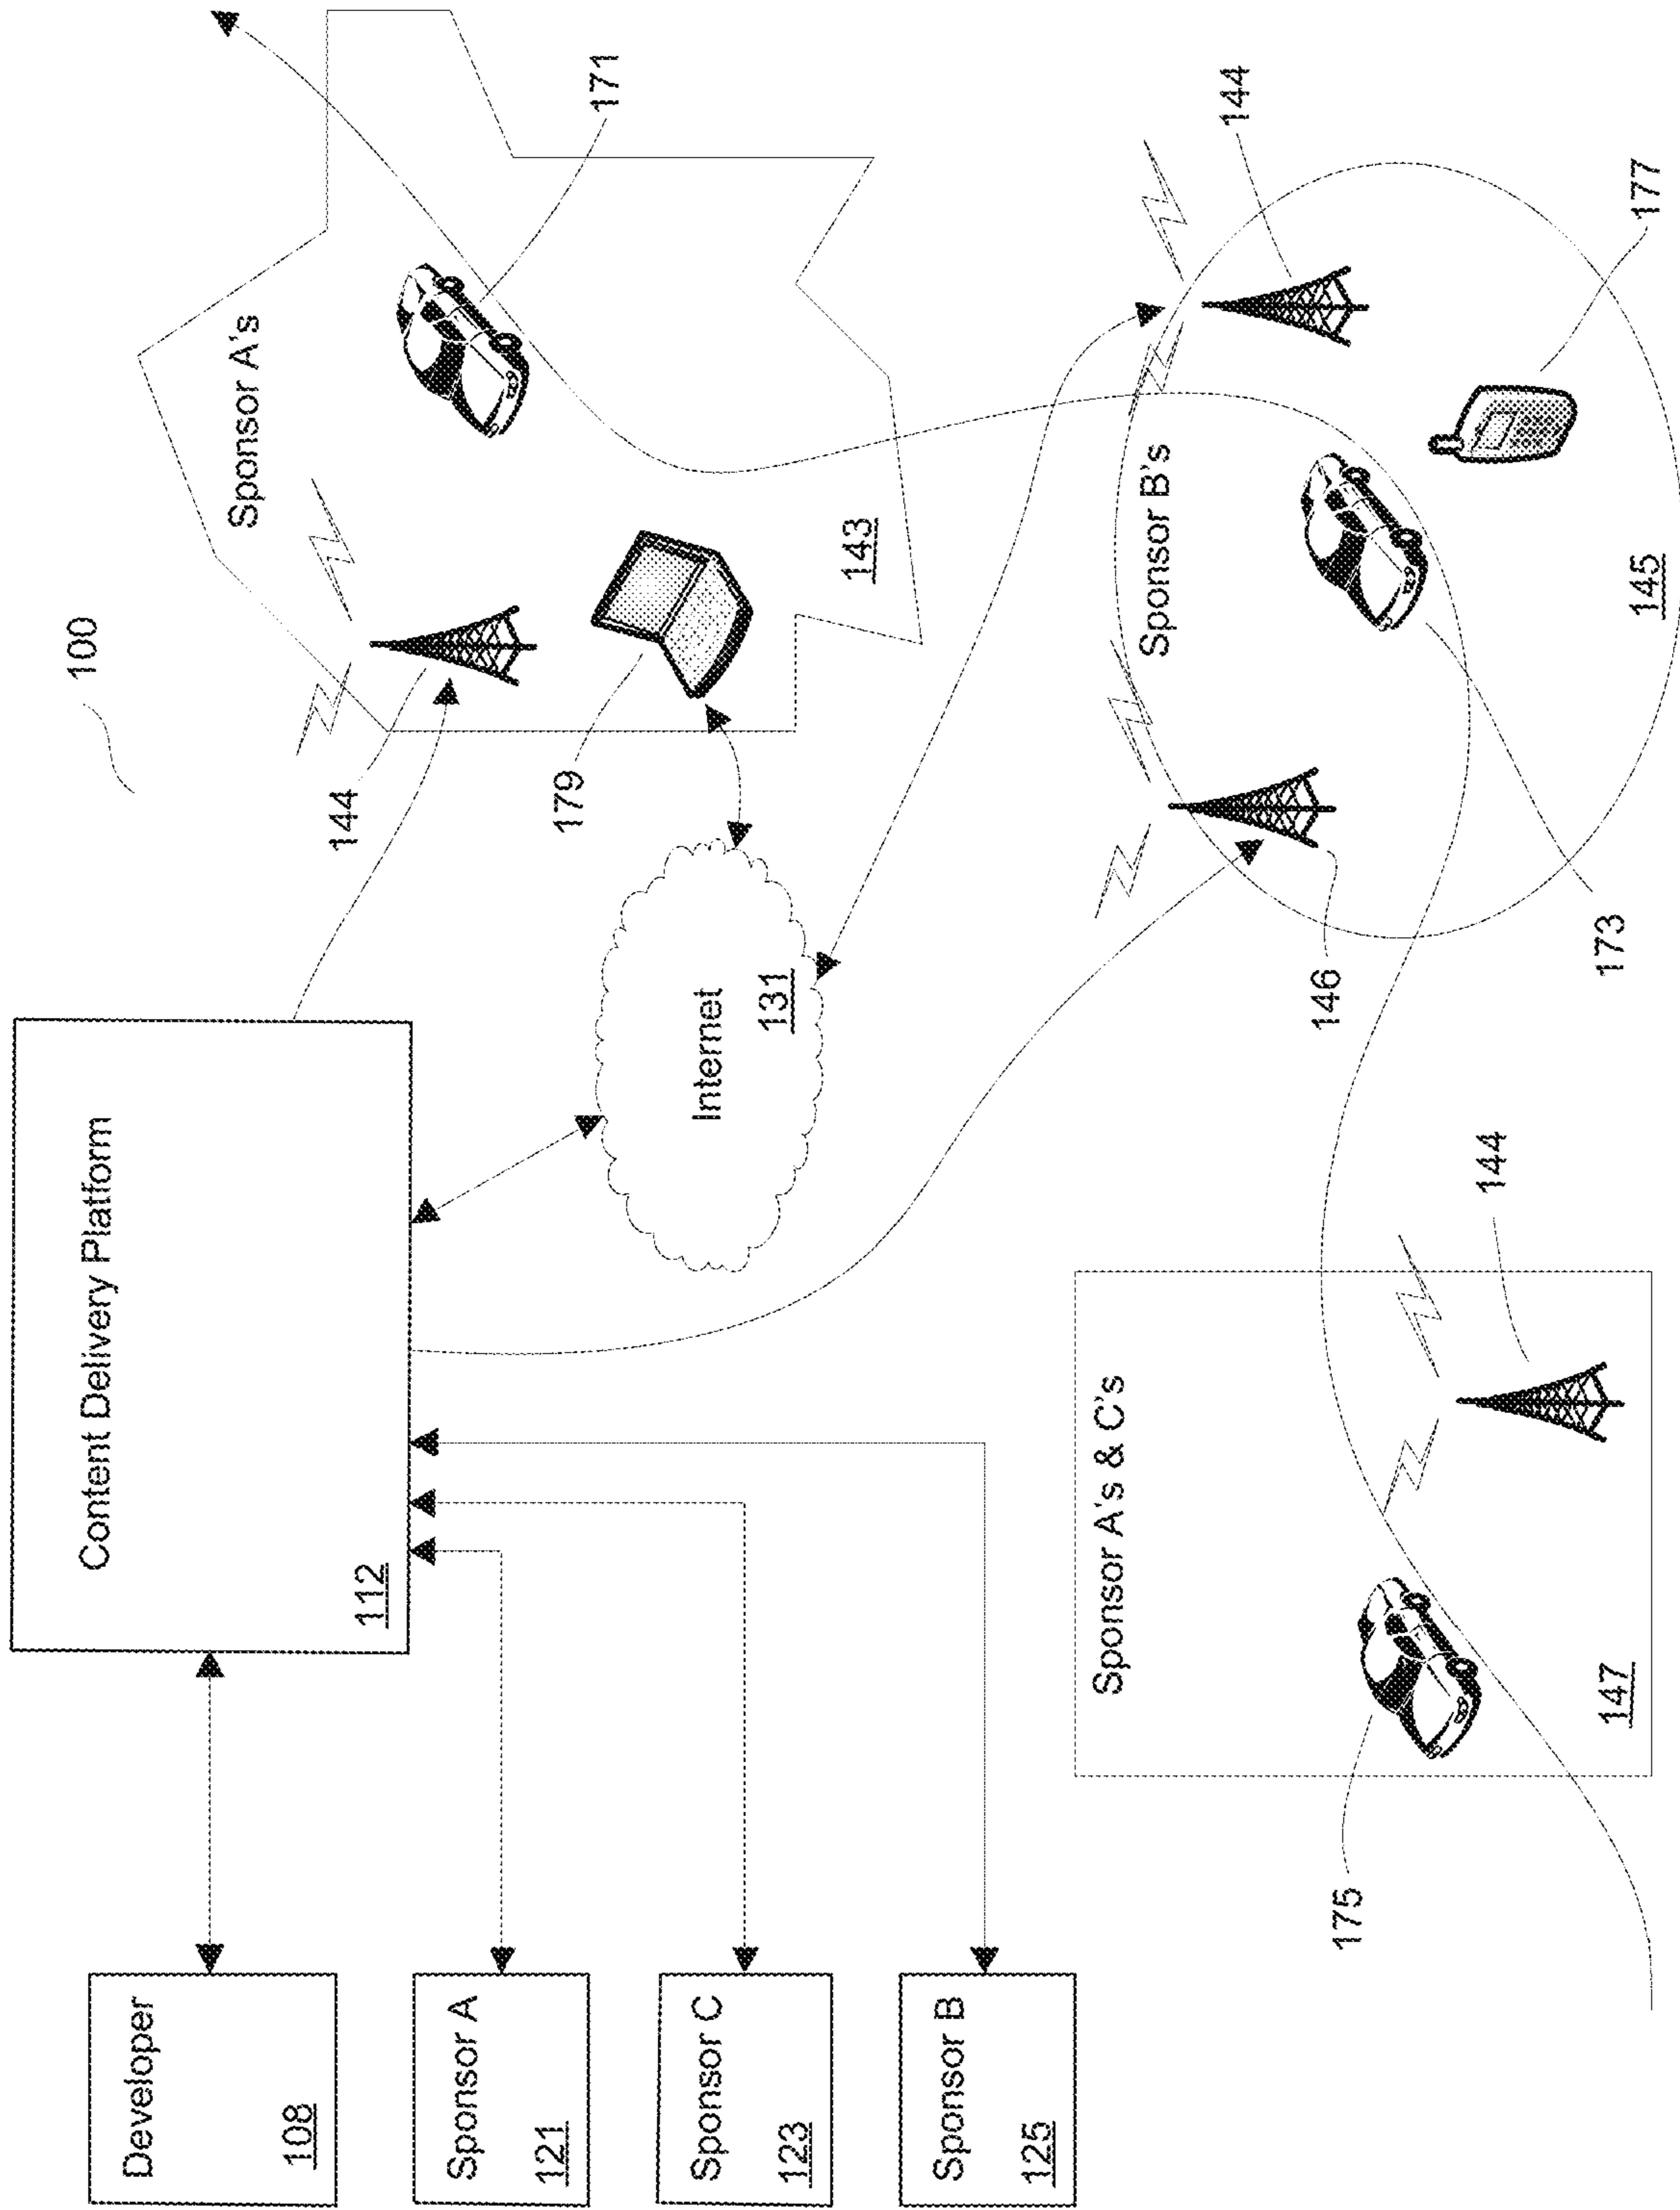 100
Developer
108
Content Delivery Platform
112
Sponsor A
121
Sponsor C
123
Sponsor B
125
Internet
131
144
179
Sponsor A's
143
171
Sponsor A's & C's
147
175
144
146
Sponsor B's
145
173
144
177